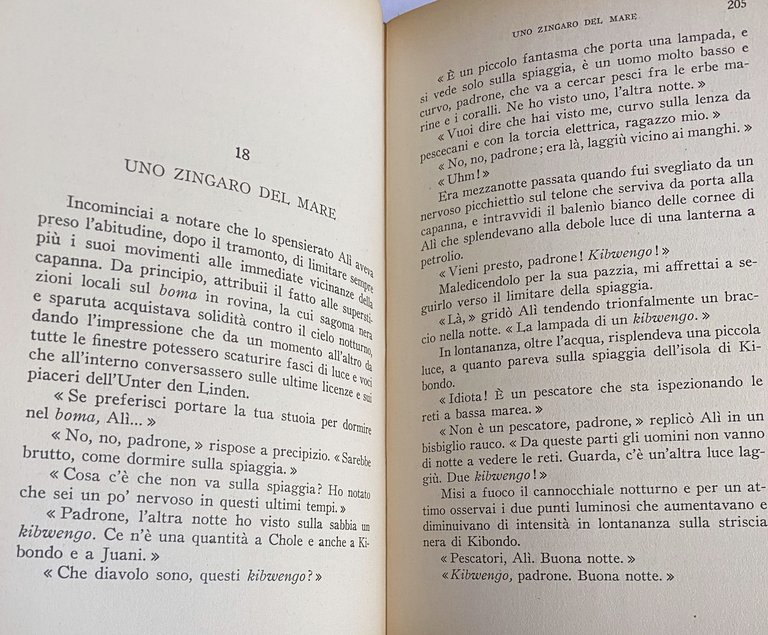 18
UNO ZINGARO DEL MARE
Incominciai a notare che lo spensierato Alì aveva
preso l'abitudine, dopo il tramonto, di limitare sempre
più i suoi movimenti alle immediate vicinanze della
capanna. Da principio, attribuii il fatto alle supersti-
zioni locali sul boma in rovina, la cui sagoma nera
e sparuta acquistava solidità contro il cielo notturno,
dando l'impressione che da un momento all'altro da
tutte le finestre potessero scaturire fasci di luce e voci
che all'interno conversassero sulle ultime licenze e sui
piaceri dell'Unter den Linden.
« Se preferisci portare la tua stuoia per dormire
nel boma, Alì... »
« No, no, padrone, » rispose a precipizio. « Sarebbe
brutto, come dormire sulla spiaggia. »
« Cosa c'è che non va sulla spiaggia? Ho notato
che sei un po' nervoso in questi ultimi tempi. »
« Padrone, l'altra notte ho visto sulla sabbia un
kibwengo. Ce n'è una quantità a Chole e anche a Ki-
bondo e a Juani. »
« Che diavolo sono, questi kibwengo? »
UNO ZINGARO DEL MARE
205
« È un piccolo fantasma che porta una lampada, e
si vede solo sulla spiaggia, è un uomo molto basso e
curvo, padrone, che va a cercar pesci fra le erbe ma-
rine e i coralli. Ne ho visto uno, l'altra notte. »
« Vuoi dire che hai visto me, curvo sulla lenza da
pescecani e con la torcia elettrica, ragazzo mio. »
« No, no, padrone; era là, laggiù vicino ai manghi. »
« Uhm! »
Era mezzanotte passata quando fui svegliato da un
nervoso picchiettìo sul telone che serviva da porta alla
capanna, e intravvidi il balenìo bianco delle cornee di
Alì che splendevano alla debole luce di una lanterna a
petrolio.
« Vieni presto, padrone! Kibwengo! »
Maledicendolo per la sua pazzia, mi affrettai a se-
guirlo verso il limitare della spiaggia.
« Là, » gridò Alì tendendo trionfalmente un brac-
cio nella notte. « La lampada di un kibwengo. »
In lontananza, oltre l'acqua, risplendeva una piccola
luce, a quanto pareva sulla spiaggia dell'isola di Ki-
bondo.
« Idiota! È un pescatore che sta ispezionando le
reti a bassa marea. »
« Non è un pescatore, padrone, » replicò Alì in un
bisbiglio rauco. « Da queste parti gli uomini non vanno
di notte a vedere le reti. Guarda, c'è un'altra luce lag-
giù. Due kibwengo! »
Misi a fuoco il cannocchiale notturno e per un at-
timo osservai i due punti luminosi che aumentavano e
diminuivano di intensità in lontananza sulla striscia
nera di Kibondo.
« Pescatori, Alì. Buona notte. »
« Kibwengo, padrone. Buona notte. »